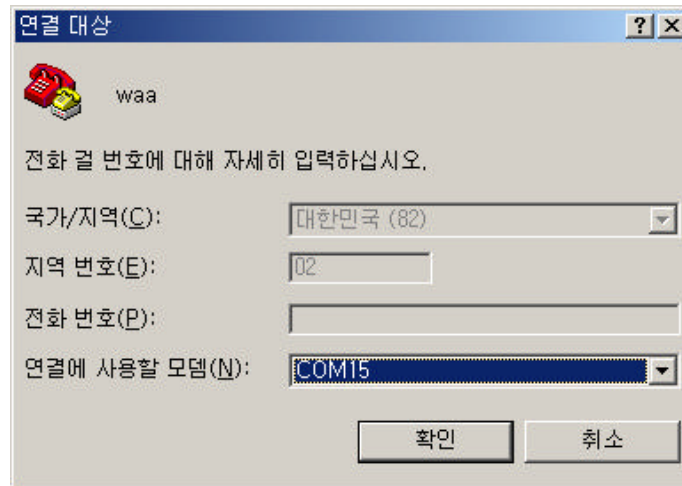 연결 대상
waa
전화 걸 번호에 대해 자세히 입력하십시오.
국가/지역(C): 대한민국 (82)
지역 번호(E): 02
전화 번호(P):
연결에 사용할 모뎀(N): COM15
확인 취소